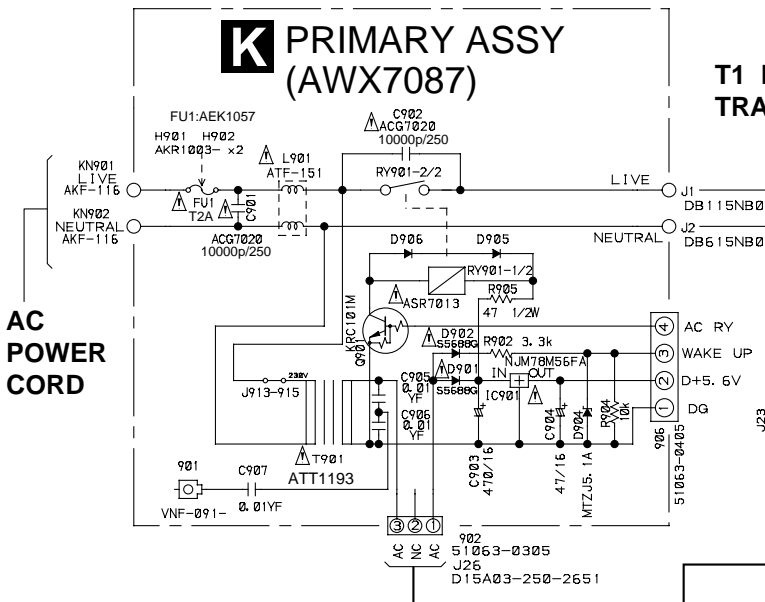 K PRIMARY ASSY
(AWX7087)
T1
TRA
FU1:AEK1057
H901 H902
AKR1003- x2
C902
ACG7020
10000p/250
L901
ATF-151
RY901-2/2
KN901
LIVE
AKF-116
FU1
T2A
C901
LIVE
J1
DB115NB0
KN902
NEUTRAL
AKF-116
ACG7020
10000p/250
NEUTRAL
J2
DB615NB0
D906
D905
RY901-1/2
ASR7013
R905
47 1/2W
KRC101M
Q901
AC
POWER
CORD
D902
S5688G
R902 3.3k
NJM78M56FA
D901
S5688G
IN OUT
IC901
4 AC RY
3 WAKE UP
2 D+5.6V
1 DG
230V
J913-915
C905
0.01
YF
C906
0.01
YF
C903
470/16
C904
47/16
D904
MTZJ5.1A
R904
10k
906
51063-0405
J23
T901
ATT1193
901
C907
VNF-091-
0.01YF
3 2 1
AC NC AC
902
51063-0305
J26
D15A03-250-2651